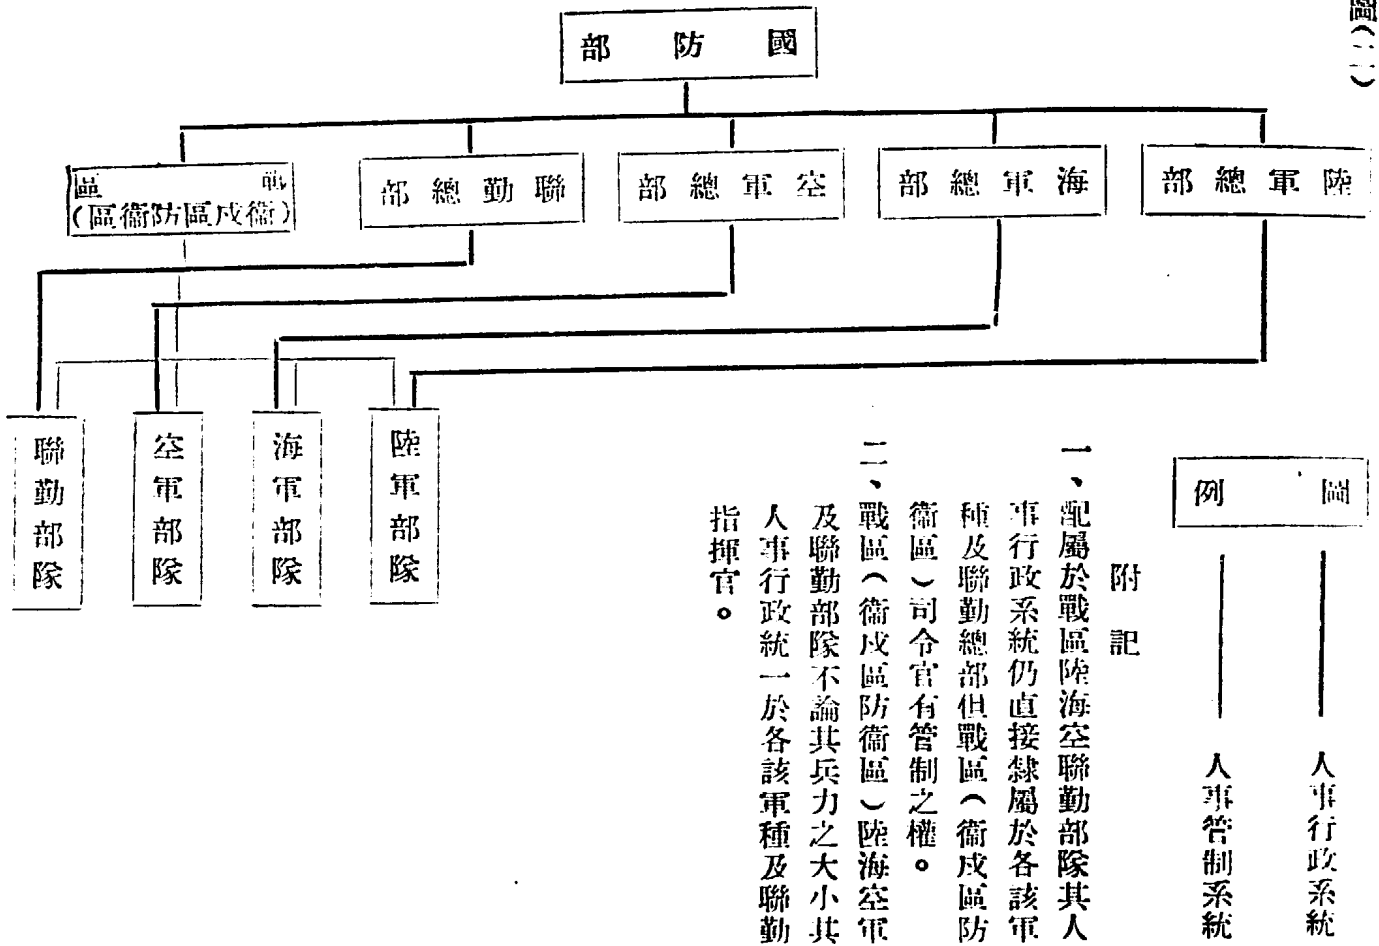 圖(二)
國防部
陸軍總部
海軍總部
空軍總部
聯勤總部
戰區
(衞戍區防衞區)
陸軍部隊
海軍部隊
空軍部隊
聯勤部隊
圖例
人事行政系統
人事管制系統
附記
一、配屬於戰區陸海空聯勤部隊其人
事行政系統仍直接隸屬於各該軍
種及聯勤總部但戰區(衞戍區防
衞區)司令官有管制之權。
二、戰區(衞戍區防衞區)陸海空軍
及聯勤部隊不論其兵力之大小其
人事行政統一於各該軍種及聯勤
指揮官。